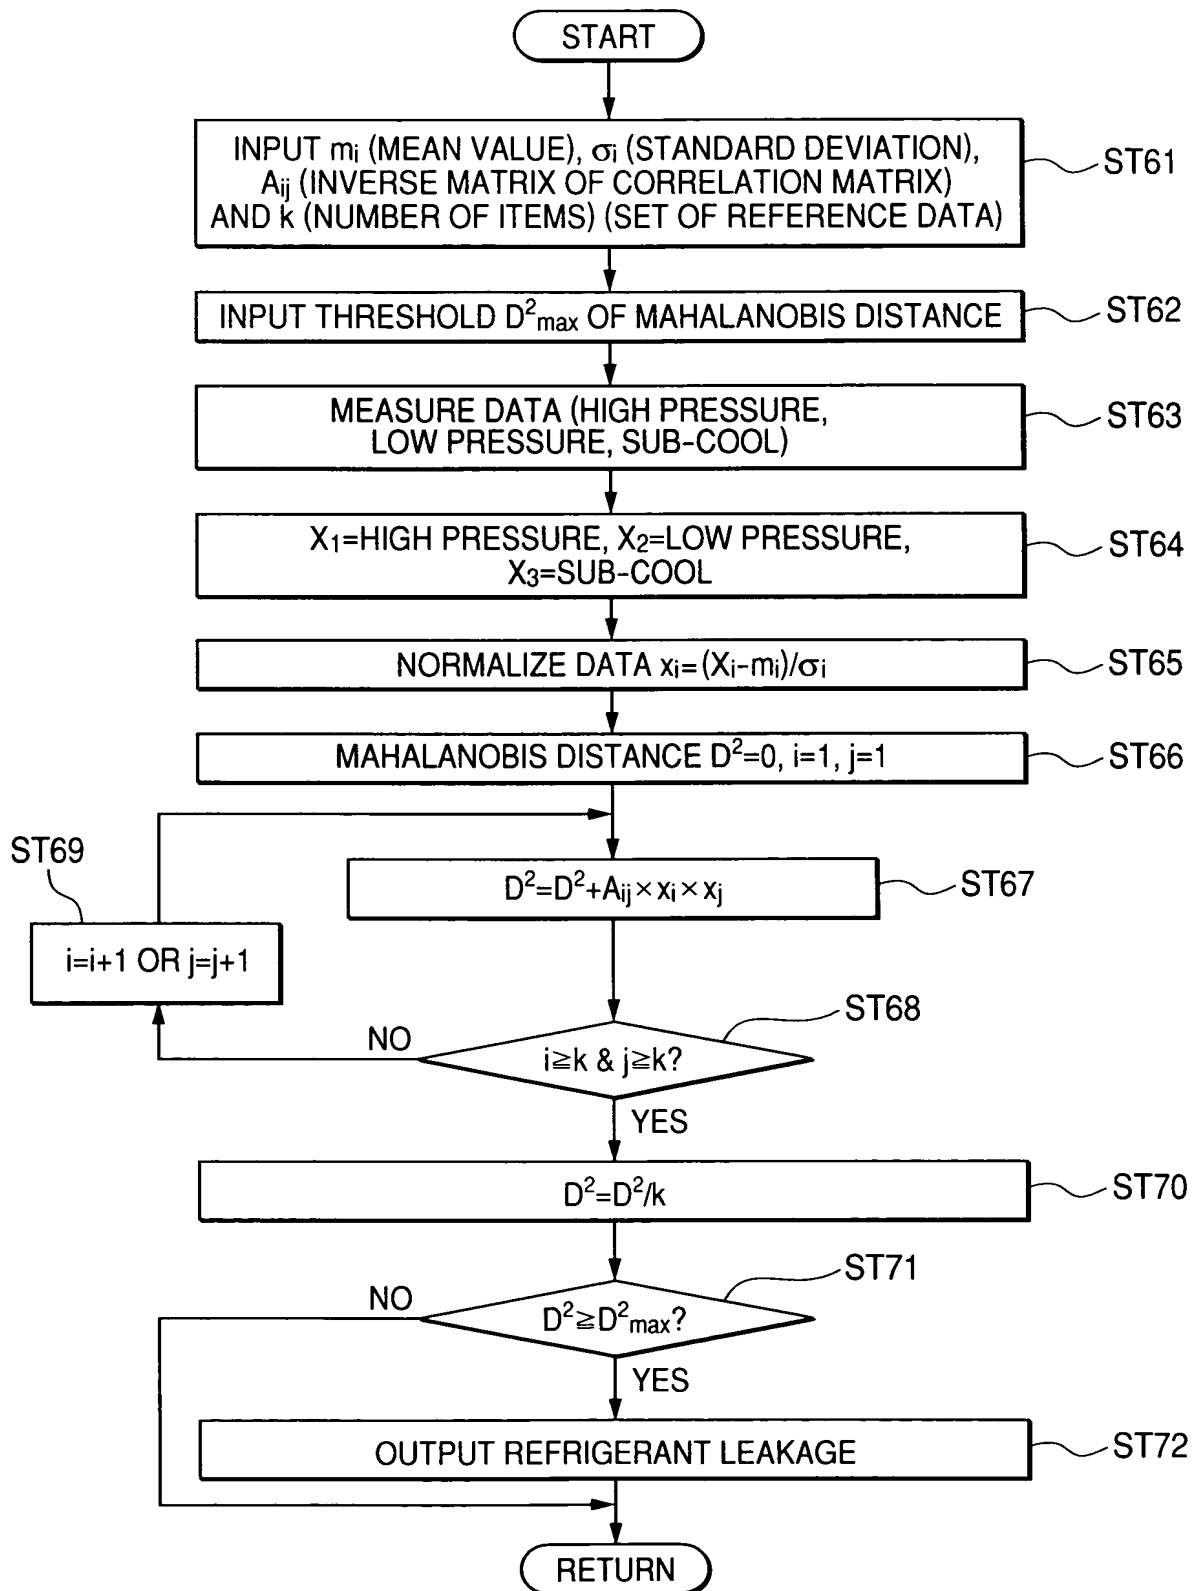 START
INPUT mi (MEAN VALUE), σi (STANDARD DEVIATION),
Aij (INVERSE MATRIX OF CORRELATION MATRIX)
AND k (NUMBER OF ITEMS) (SET OF REFERENCE DATA)
ST61
INPUT THRESHOLD D²max OF MAHALANOBIS DISTANCE
ST62
MEASURE DATA (HIGH PRESSURE,
LOW PRESSURE, SUB-COOL)
ST63
X1=HIGH PRESSURE, X2=LOW PRESSURE,
X3=SUB-COOL
ST64
NORMALIZE DATA xi=(Xi-mi)/σi
ST65
MAHALANOBIS DISTANCE D²=0, i=1, j=1
ST66
ST69
D²=D²+Aij×xi×xj
ST67
i=i+1 OR j=j+1
ST68
NO
i≧k & j≧k?
YES
D²=D²/k
ST70
ST71
NO
D²≧D²max?
YES
OUTPUT REFRIGERANT LEAKAGE
ST72
RETURN